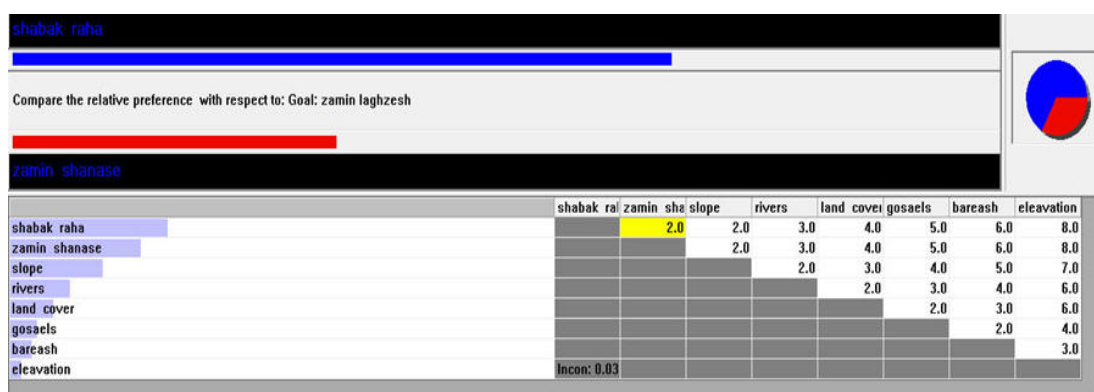 shabak raha
Compare the relative preference with respect to: Goal: zamin laghzesh
zamin shanase
shabak ral zamin sha slope rivers land cover gosaels bareash eleavation
shabak raha 2.0 2.0 3.0 4.0 5.0 6.0 8.0
zamin shanase 2.0 3.0 4.0 5.0 6.0 8.0
slope 2.0 3.0 4.0 5.0 7.0
rivers 2.0 3.0 4.0 6.0
land cover 2.0 3.0 6.0
gosaels 2.0 4.0
bareash 3.0
eleavation Incon: 0.03